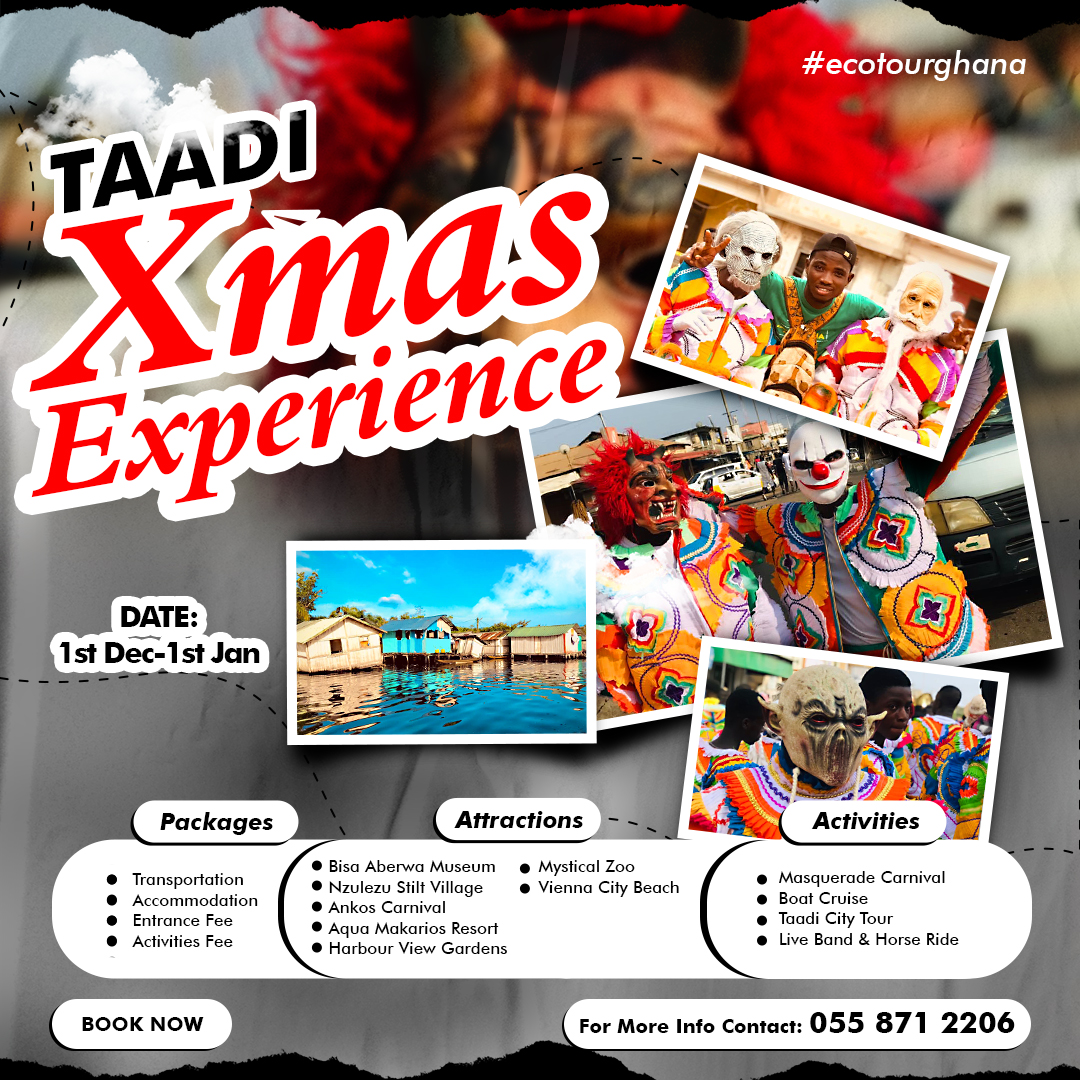 #ecotourghana
TAADI
Xmas
Experience
DATE:
1st Dec-1st Jan
Packages
Transportation
Accommodation
Entrance Fee
Activities Fee
Attractions
Bisa Aberwa Museum
Nzulezu Stilt Village
Ankos Carnival
Aqua Makarios Resort
Harbour View Gardens
Mystical Zoo
Vienna City Beach
Activities
Masquerade Carnival
Boat Cruise
Taadi City Tour
Live Band & Horse Ride
BOOK NOW
For More Info Contact: 055 871 2206